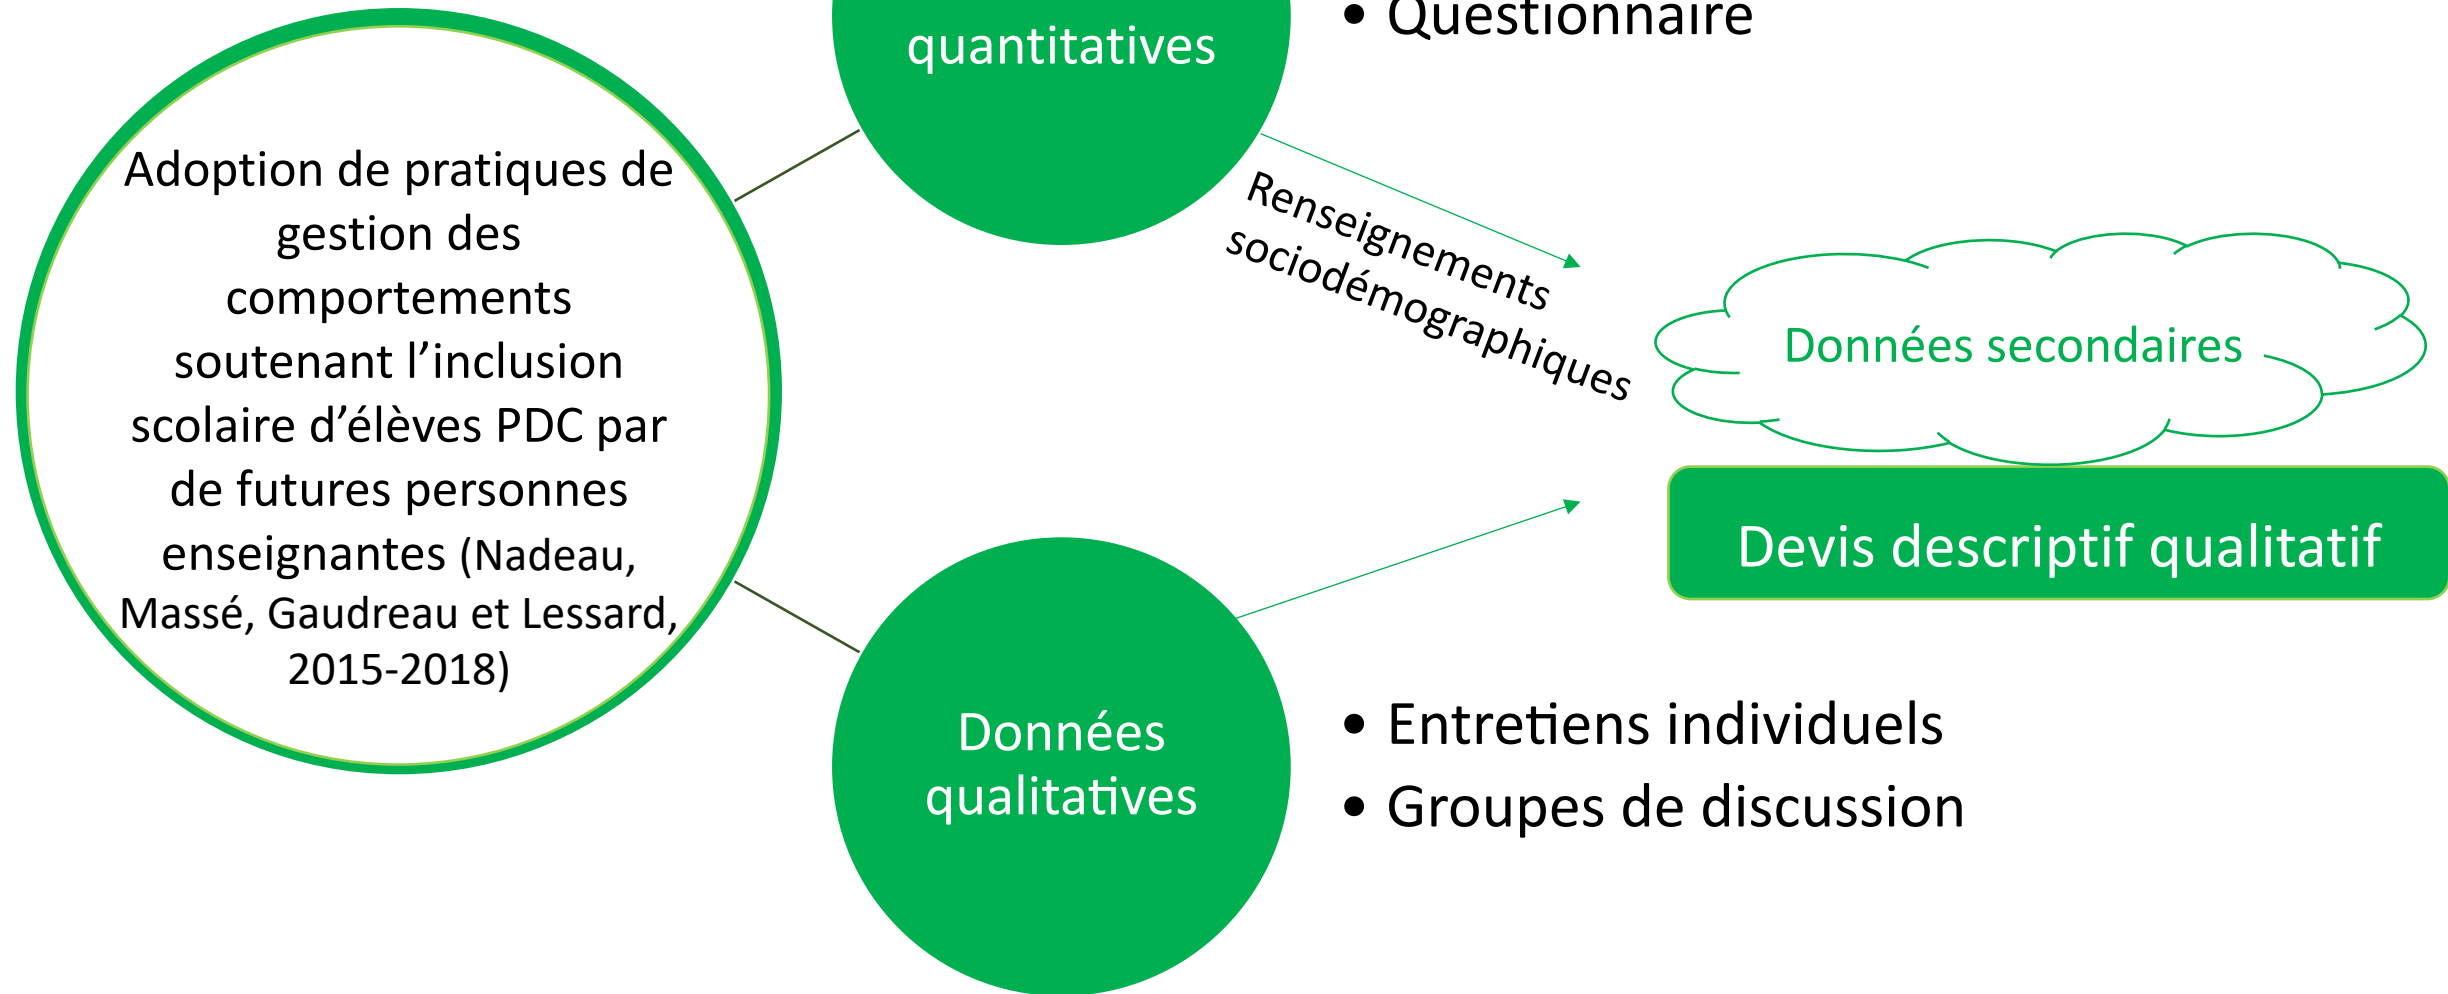 Adoption de pratiques de
gestion des
comportements
soutenant l’inclusion
scolaire d’élèves PDC par
de futures personnes
enseignantes (Nadeau,
Massé, Gaudreau et Lessard,
2015-2018)
quantitatives
• Questionnaire
Renseignements
sociodémographiques
Données secondaires
Devis descriptif qualitatif
Données
qualitatives
• Entretiens individuels
• Groupes de discussion